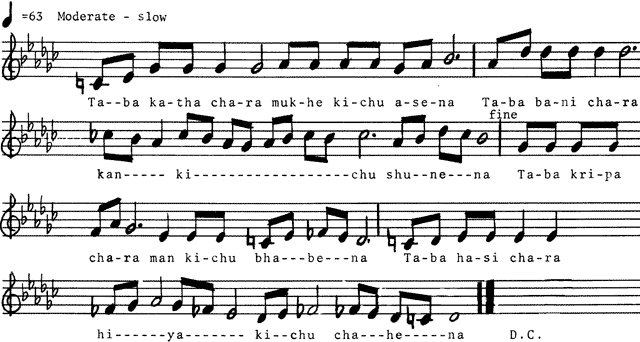 =63 Moderate - slow
Ta--ba ka-tha cha-ra muk-he ki-chu a-se-na Ta-ba ba-ni cha-ra
fine
kan----- ki-----------------chu shu--ne---na Ta-ba kri-pa
cha-ra man ki-chu bha---be---na Ta-ba ha-si cha-ra
hi------ya------- ki--chu cha---he-----na D.C.